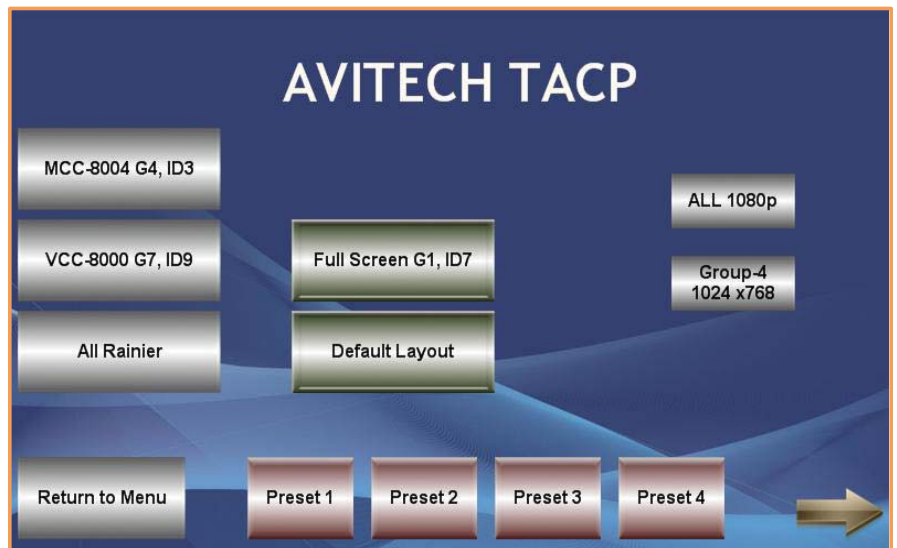 AVITECH TACP
MCC-8004 G4, ID3
ALL 1080p
VCC-8000 G7, ID9
Full Screen G1, ID7
Group-4
1024 x768
All Rainier
Default Layout
Return to Menu
Preset 1
Preset 2
Preset 3
Preset 4